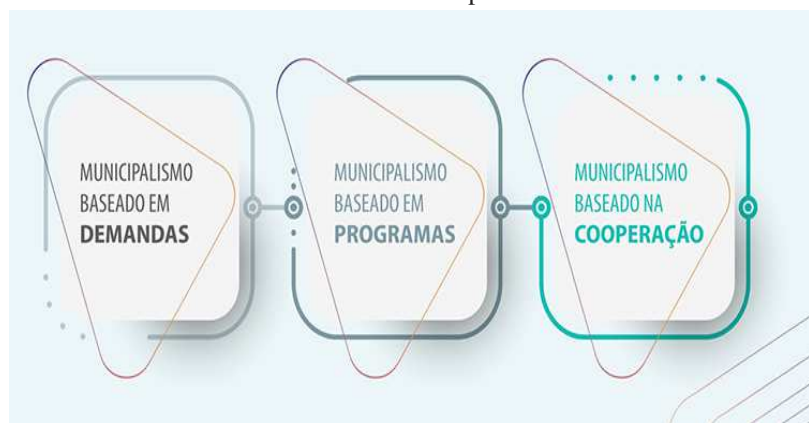 MUNICIPALISMO
BASEADO EM
DEMANDAS
MUNICIPALISMO
BASEADO EM
PROGRAMAS
MUNICIPALISMO
BASEADO NA
COOPERAÇÃO